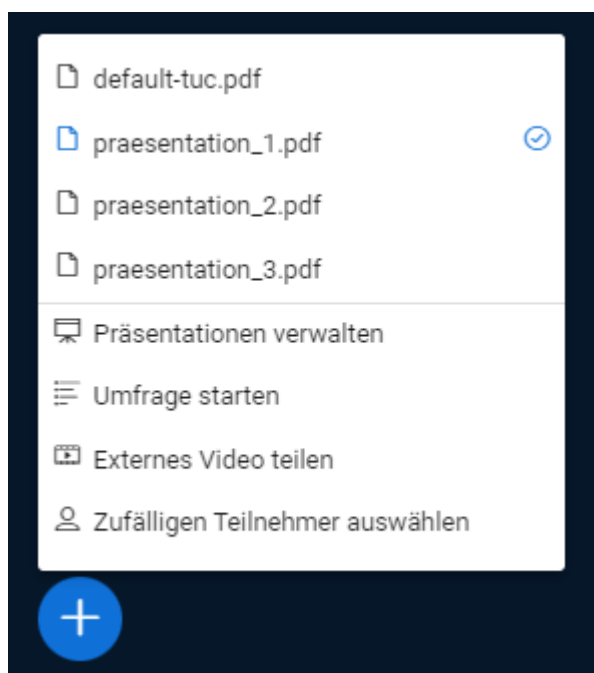 default-tuc.pdf
praesentation_1.pdf
praesentation_2.pdf
praesentation_3.pdf
Präsentationen verwalten
Umfrage starten
Externes Video teilen
Zufälligen Teilnehmer auswählen